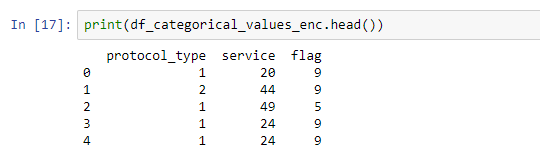 In [17]: print(df_categorical_values_enc.head())
protocol_type service flag
0 1 20 9
1 2 44 9
2 1 49 5
3 1 24 9
4 1 24 9